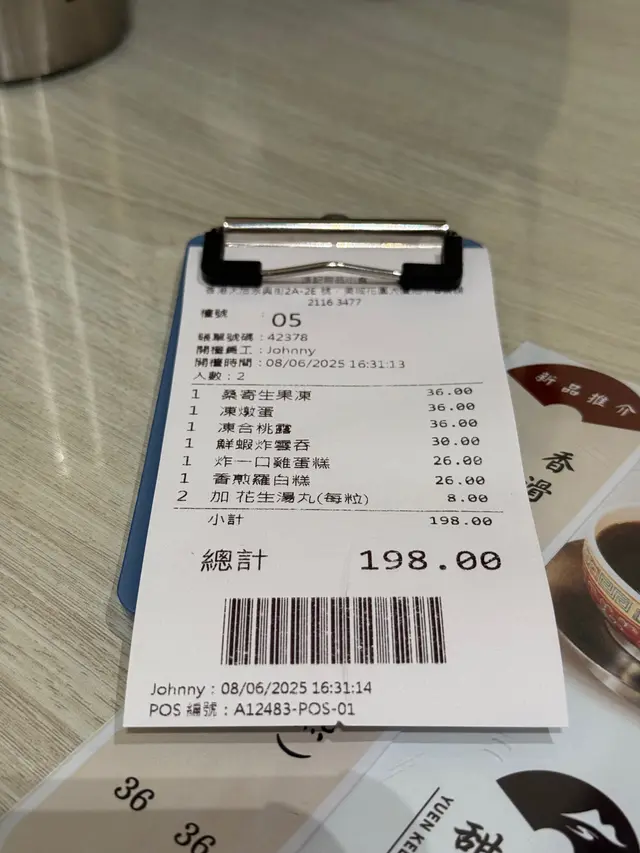 2116 3477
檯號 : 05
賬單號碼 : 42378
開檯員工 : Johnny
開檯時間 : 08/06/2025 16:31:13
人數 : 2
1 桑寄生果凍 36.00
1 凍燉蛋 36.00
1 凍合桃露 36.00
1 鮮蝦炸雲吞 30.00
1 炸一口雞蛋糕 26.00
1 香煎羅白糕 26.00
2 加 花生湯丸(每粒) 8.00
小計 198.00
總計 198.00
Johnny : 08/06/2025 16:31:14
POS 編號 : A12483-POS-01
新品推介
香滑
36
36
YUEN KEE
甜